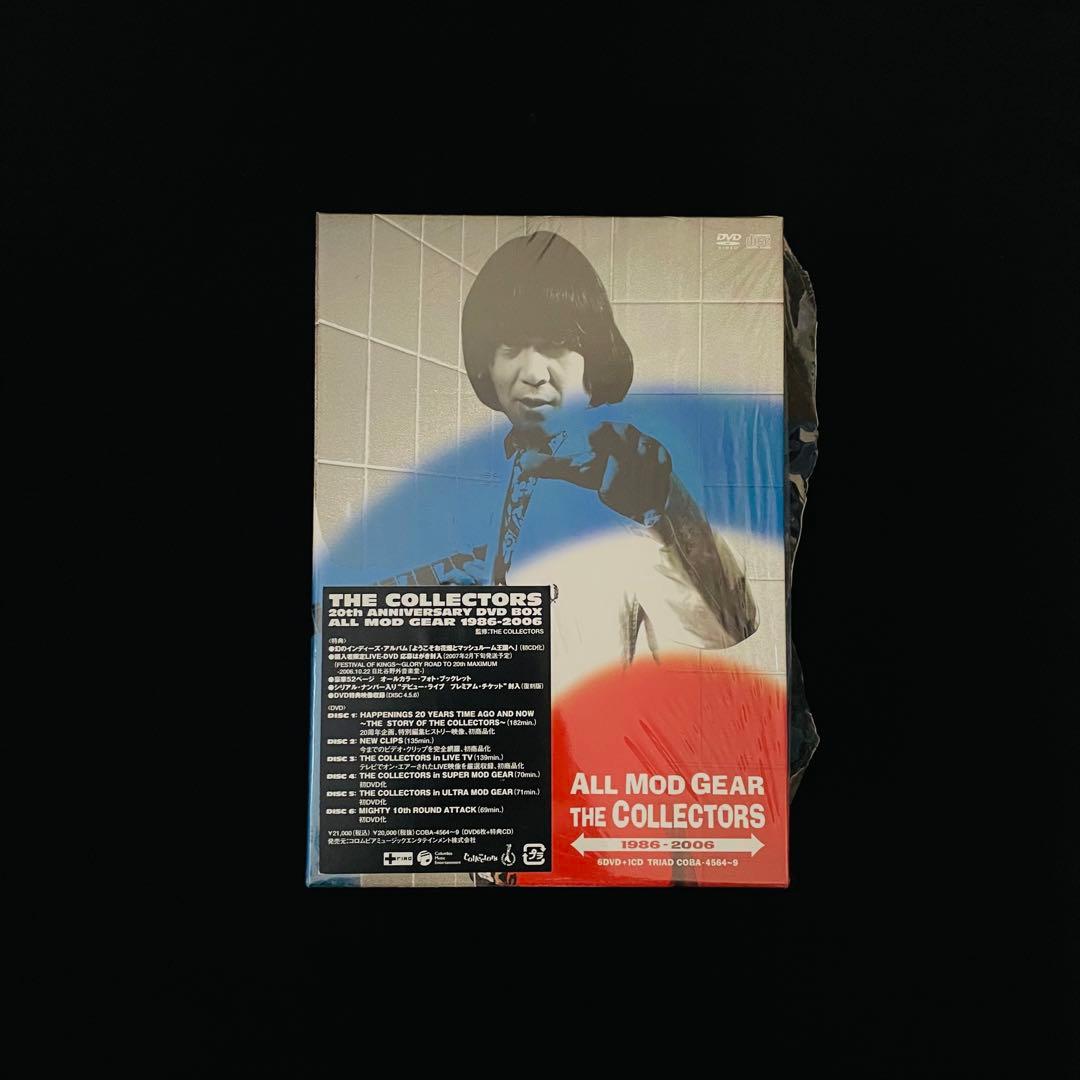 DVD
VIDEO
disc
THE COLLECTORS
20th ANNIVERSARY DVD BOX
ALL MOD GEAR 1986-2006
監修:THE COLLECTORS
〈特典〉
●幻のインディーズ・アルバム「ようこそお花畑とマッシュルーム王国へ」(初CD化)
●購入者限定LIVE-DVD 応募はがき封入(2007年2月下旬発送予定)
(FESTIVAL OF KINGS〜GLORY ROAD TO 20th MAXIMUM
-2006.10.22 日比谷野外音楽堂-)
●豪華52ページ オールカラー・フォト・ブックレット
●シリアル・ナンバー入り"デビュー・ライブ プレミアム・チケット"封入(復刻版)
●DVD特典映像収録(DISC 4,5,6)
〈DVD〉
DISC 1: HAPPENINGS 20 YEARS TIME AGO AND NOW
〜THE STORY OF THE COLLECTORS〜(182min.)
20周年企画、特別編集ヒストリー映像、初商品化
DISC 2: NEW CLIPS(135min.)
今までのビデオ・クリップを完全網羅、初商品化
DISC 3: THE COLLECTORS in LIVE TV(139min.)
テレビでオン・エアーされたLIVE映像を厳選収録、初商品化
DISC 4: THE COLLECTORS in SUPER MOD GEAR(70min.)
初DVD化
DISC 5: THE COLLECTORS in ULTRA MOD GEAR(71min.)
初DVD化
DISC 6: MIGHTY 10th ROUND ATTACK(69min.)
初DVD化
¥21,000(税込) ¥20,000(税抜) COBA-4564〜9 (DVD6枚+特典CD)
発売元:コロムビアミュージックエンタテインメント株式会社
TRIAD Columbia Music Entertainment Collectors
ALL MOD GEAR
THE COLLECTORS
1986-2006
6DVD+1CD TRIAD COBA-4564〜9